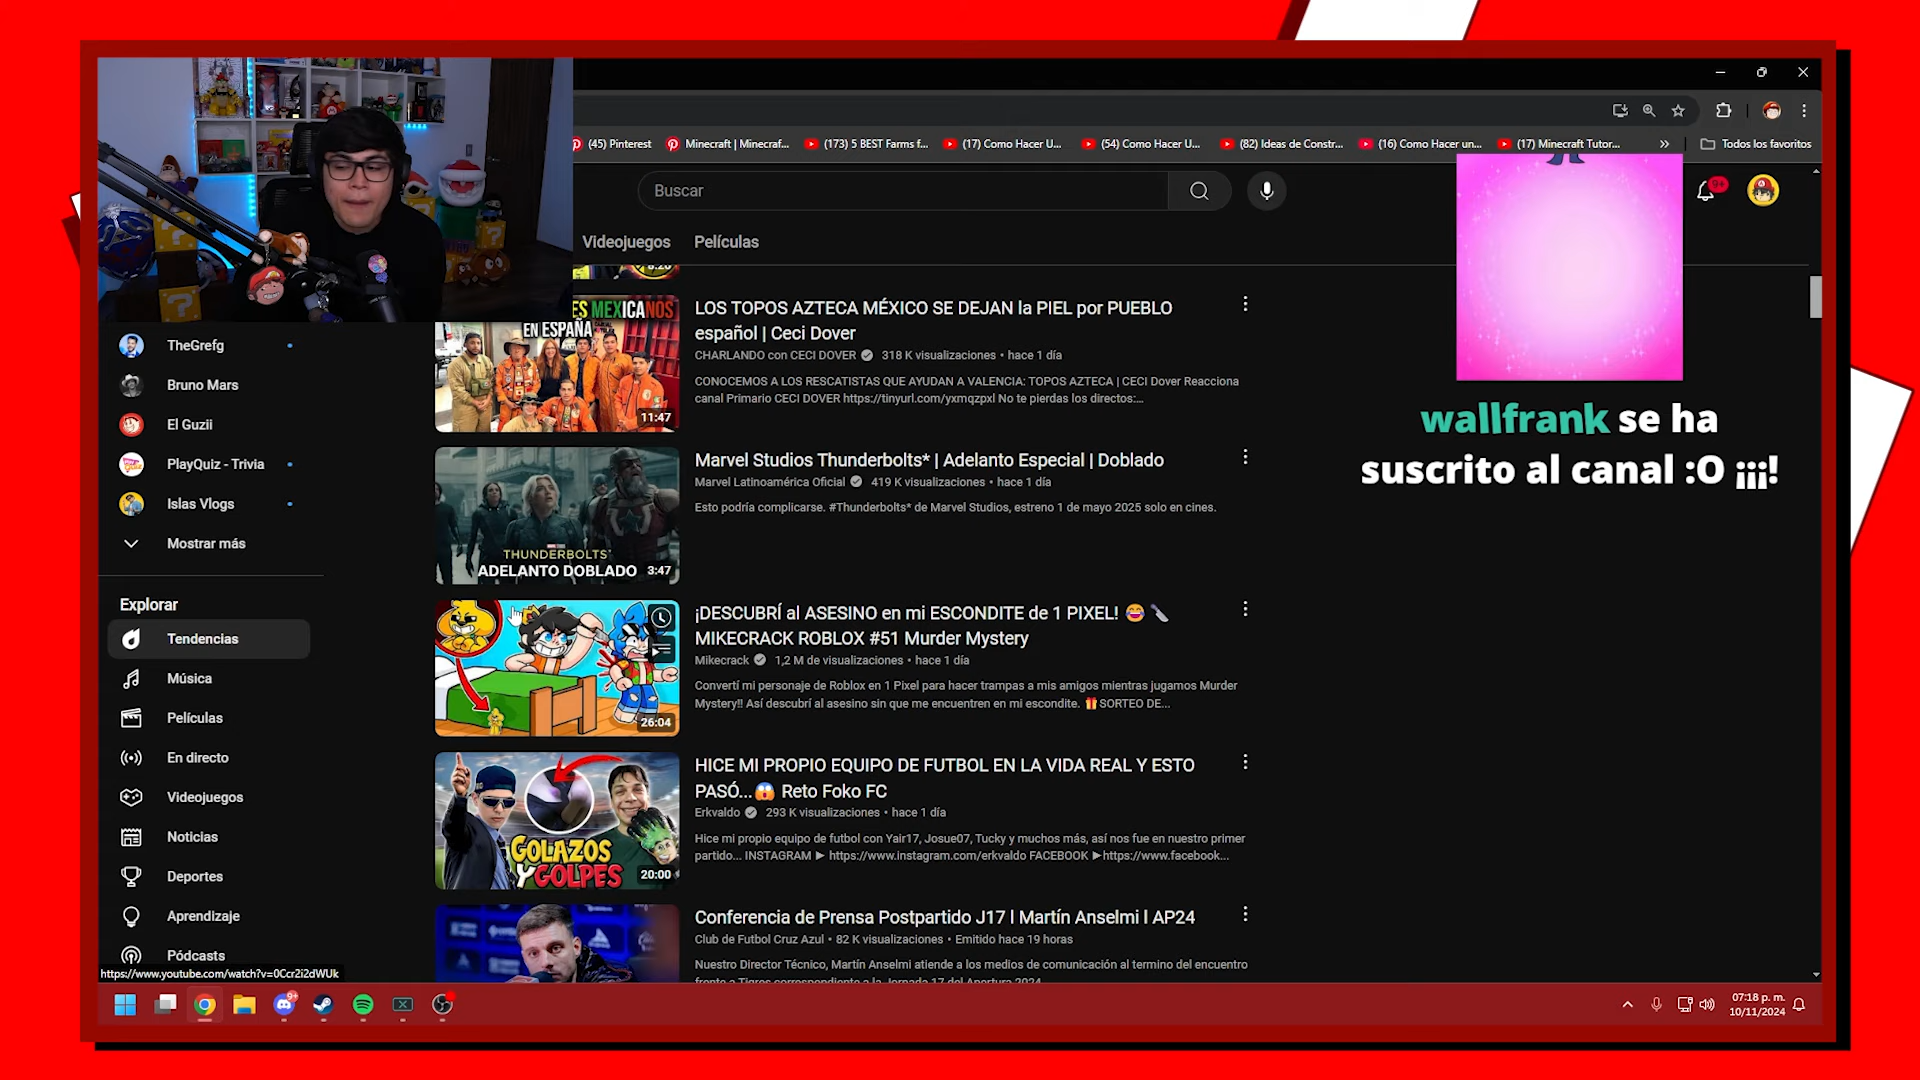 (45) Pinterest
Minecraft | Minecraf...
(173) 5 BEST Farms f...
(17) Como Hacer U...
(54) Como Hacer U...
(82) Ideas de Constr...
(16) Como Hacer un...
(17) Minecraft Tutor...
»
Todos los favoritos
Buscar
9+
Videojuegos
Películas
8:20
ES MEXICANOS
EN ESPAÑA
11:47
LOS TOPOS AZTECA MÉXICO SE DEJAN la PIEL por PUEBLO
español | Ceci Dover
CHARLANDO con CECI DOVER 318 K visualizaciones • hace 1 día
CONOCEMOS A LOS RESCATISTAS QUE AYUDAN A VALENCIA: TOPOS AZTECA | CECI Dover Reacciona
canal Primario CECI DOVER https://tinyurl.com/yxmqzpxl No te pierdas los directos:...
wallfrank se ha
suscrito al canal :O ¡¡¡!
TheGrefg
Bruno Mars
El Guzii
PlayQuiz - Trivia
Islas Vlogs
Mostrar más
Explorar
Tendencias
Música
Películas
En directo
Videojuegos
Noticias
Deportes
Aprendizaje
Pódcasts
https://www.youtube.com/watch?v=0Ccr2i2dWUk
THUNDERBOLTS*
ADELANTO DOBLADO
3:47
Marvel Studios Thunderbolts* | Adelanto Especial | Doblado
Marvel Latinoamérica Oficial 419 K visualizaciones • hace 1 día
Esto podría complicarse. #Thunderbolts* de Marvel Studios, estreno 1 de mayo 2025 solo en cines.
26:04
¡DESCUBRÍ al ASESINO en mi ESCONDITE de 1 PIXEL! 😂🔪
MIKECRACK ROBLOX #51 Murder Mystery
Mikecrack 1,2 M de visualizaciones • hace 1 día
Convertí mi personaje de Roblox en 1 Pixel para hacer trampas a mis amigos mientras jugamos Murder
Mystery!! Así descubrí al asesino sin que me encuentren en mi escondite. 🎁SORTEO DE...
GOLAZOS
Y GOLPES
20:00
HICE MI PROPIO EQUIPO DE FUTBOL EN LA VIDA REAL Y ESTO
PASÓ...😱 Reto Foko FC
Erkvaldo 293 K visualizaciones • hace 1 día
Hice mi propio equipo de futbol con Yair17, Josue07, Tucky y muchos más, así nos fue en nuestro primer
partido... INSTAGRAM ► https://www.instagram.com/erkvaldo FACEBOOK ►https://www.facebook...
Conferencia de Prensa Postpartido J17 l Martín Anselmi l AP24
Club de Futbol Cruz Azul • 82 K visualizaciones • Emitido hace 19 horas
Nuestro Director Técnico, Martín Anselmi atiende a los medios de comunicación al termino del encuentro
frente a Tigres correspondiente a la Jornada 17 del Apertura 2024
9+
07:18 p. m.
10/11/2024